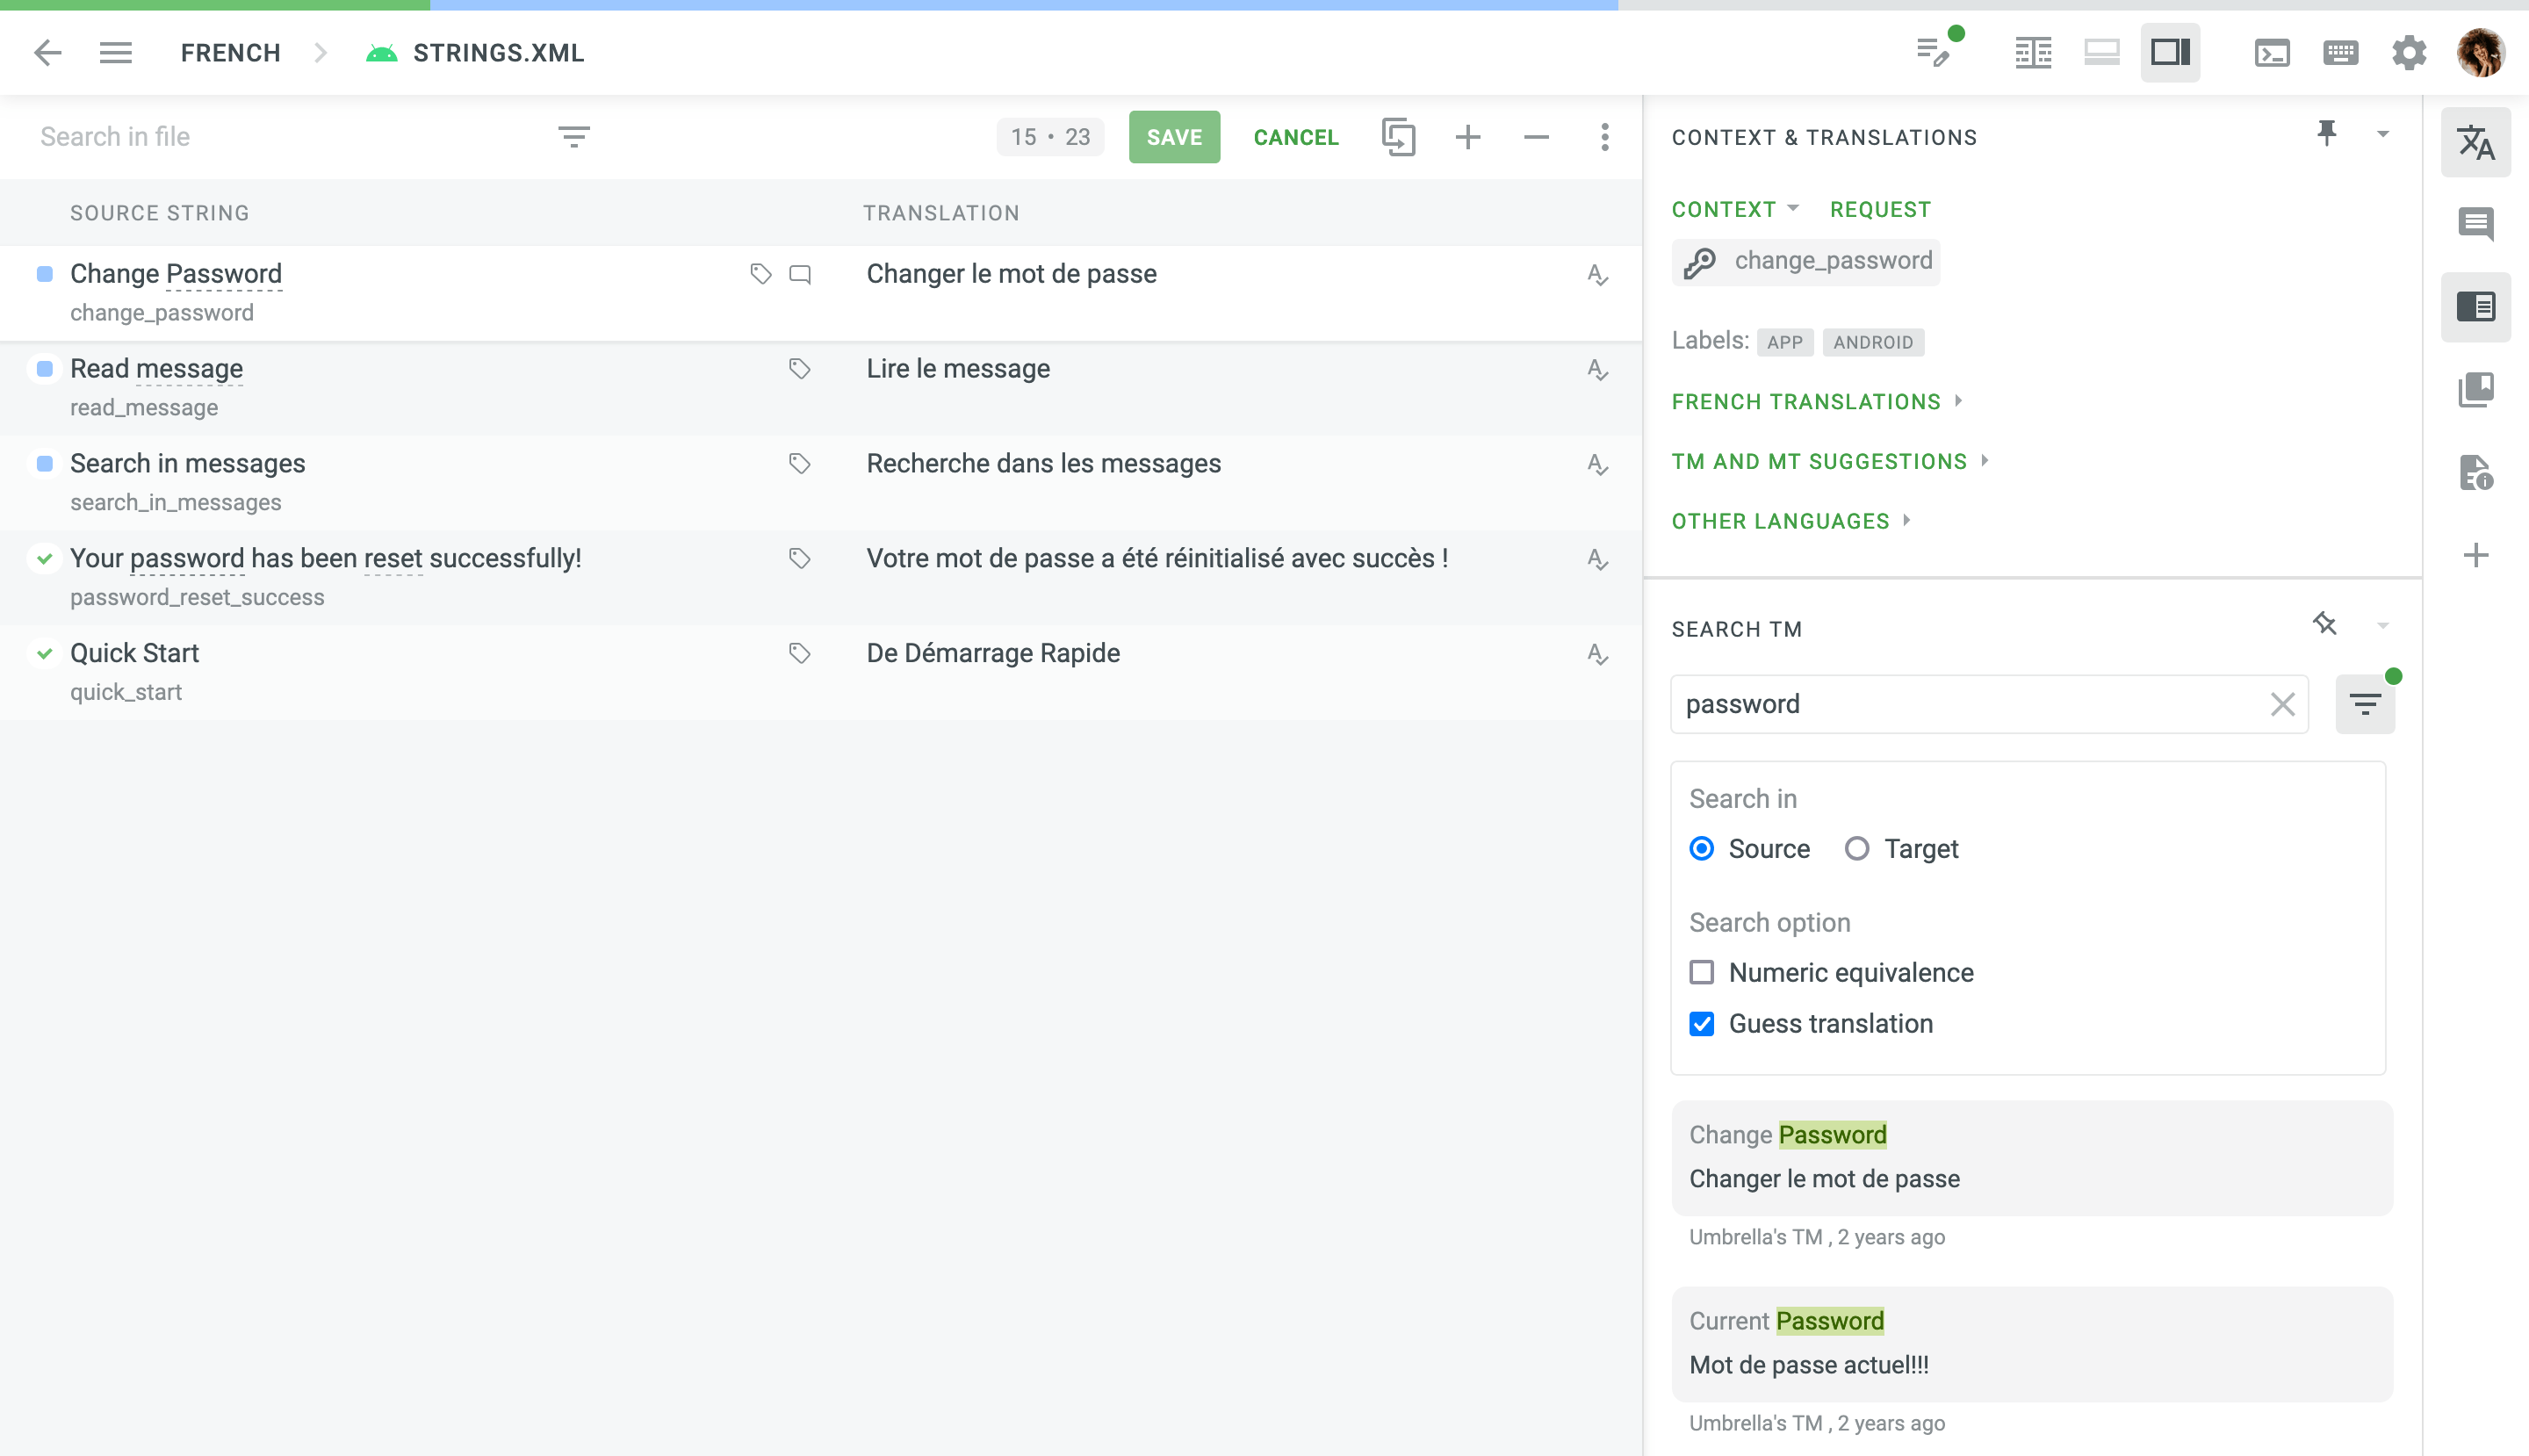 FRENCH
STRINGS.XML
Search in file
15 • 23
SAVE
CANCEL
SOURCE STRING
TRANSLATION
Change Password
Changer le mot de passe
change_password
Read message
Lire le message
read_message
Search in messages
Recherche dans les messages
search_in_messages
Your password has been reset successfully!
Votre mot de passe a été réinitialisé avec succès !
password_reset_success
Quick Start
De Démarrage Rapide
quick_start
CONTEXT & TRANSLATIONS
CONTEXT
REQUEST
change_password
Labels: APP ANDROID
FRENCH TRANSLATIONS
TM AND MT SUGGESTIONS
OTHER LANGUAGES
SEARCH TM
password
Search in
Source
Target
Search option
Numeric equivalence
Guess translation
Change Password
Changer le mot de passe
Umbrella's TM , 2 years ago
Current Password
Mot de passe actuel!!!
Umbrella's TM , 2 years ago